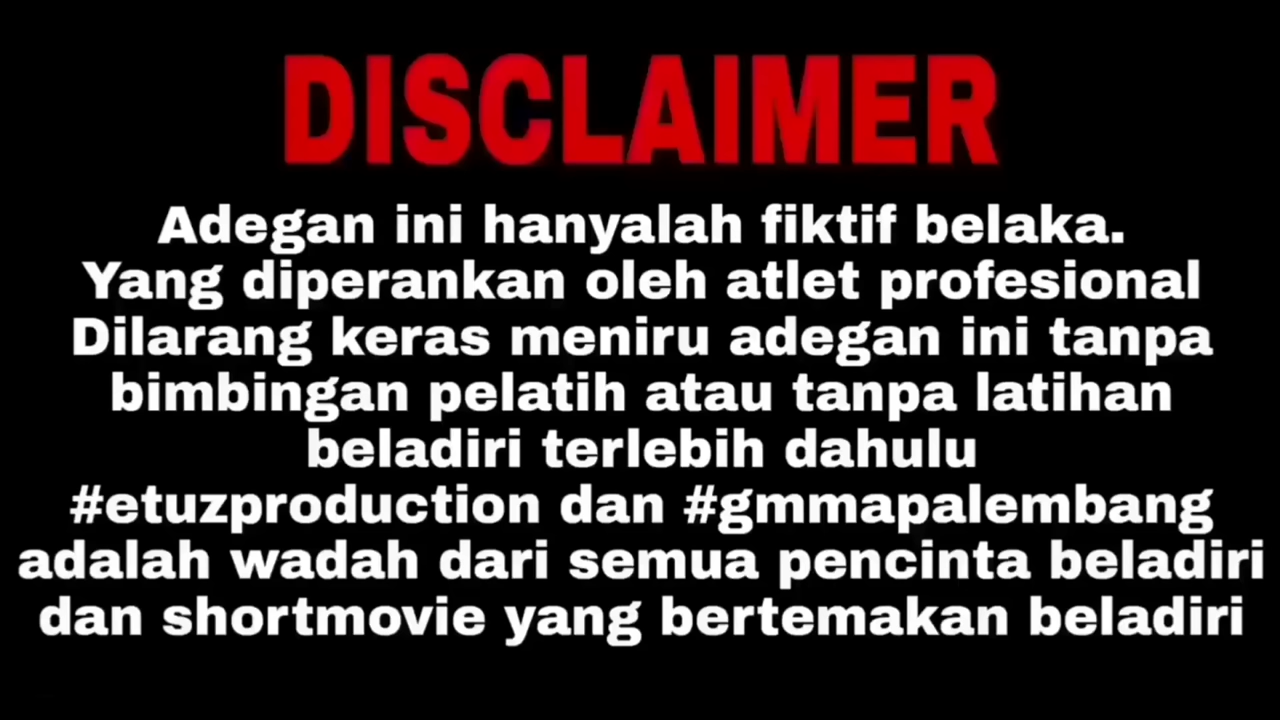 DISCLAIMER
Adegan ini hanyalah fiktif belaka.
Yang diperankan oleh atlet profesional
Dilarang keras meniru adegan ini tanpa
bimbingan pelatih atau tanpa latihan
beladiri terlebih dahulu
#etuzproduction dan #gmmapalembang
adalah wadah dari semua pencinta beladiri
dan shortmovie yang bertemakan beladiri